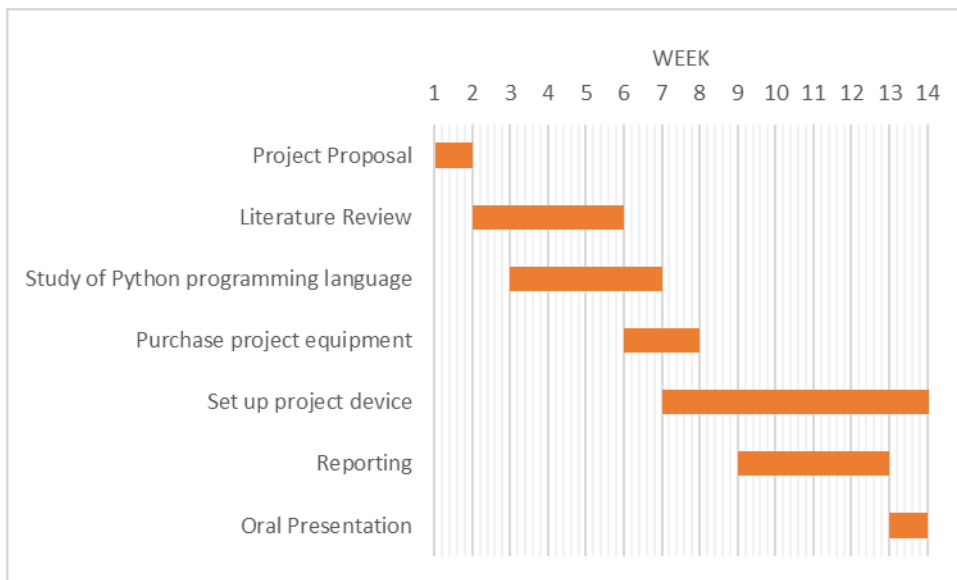 WEEK
1 2 3 4 5 6 7 8 9 10 11 12 13 14
Project Proposal
Literature Review
Study of Python programming language
Purchase project equipment
Set up project device
Reporting
Oral Presentation